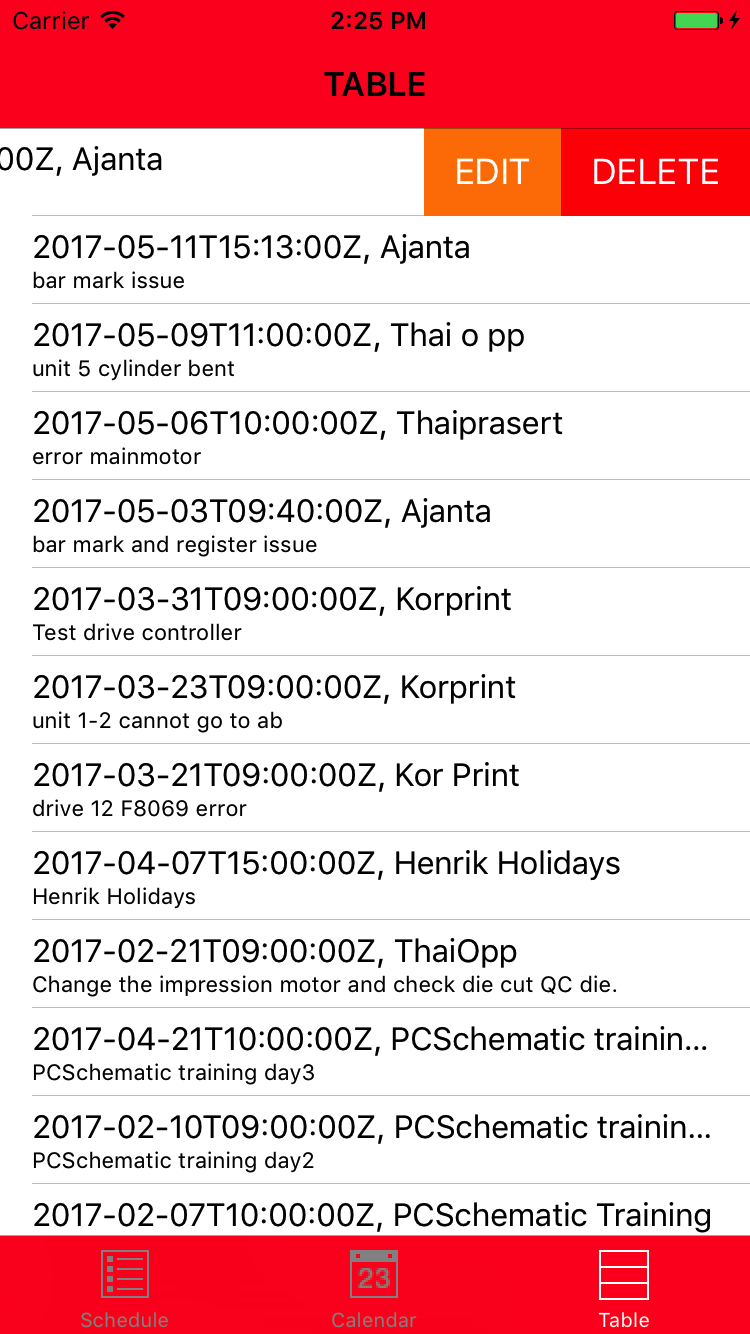 Carrier 2:25 PM
TABLE
00Z, Ajanta EDIT DELETE
2017-05-11T15:13:00Z, Ajanta
bar mark issue
2017-05-09T11:00:00Z, Thai o pp
unit 5 cylinder bent
2017-05-06T10:00:00Z, Thaiprasert
error mainmotor
2017-05-03T09:40:00Z, Ajanta
bar mark and register issue
2017-03-31T09:00:00Z, Korprint
Test drive controller
2017-03-23T09:00:00Z, Korprint
unit 1-2 cannot go to ab
2017-03-21T09:00:00Z, Kor Print
drive 12 F8069 error
2017-04-07T15:00:00Z, Henrik Holidays
Henrik Holidays
2017-02-21T09:00:00Z, ThaiOpp
Change the impression motor and check die cut QC die.
2017-04-21T10:00:00Z, PCSchematic trainin...
PCSchematic training day3
2017-02-10T09:00:00Z, PCSchematic trainin...
PCSchematic training day2
2017-02-07T10:00:00Z, PCSchematic Training
23
Schedule Calendar Table